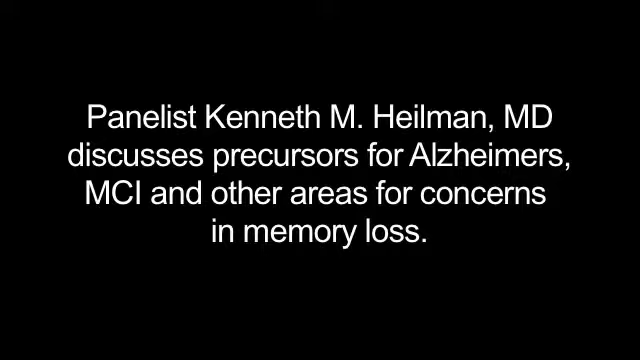 Panelist Kenneth M. Heilman, MD
discusses precursors for Alzheimers,
MCI and other areas for concerns
in memory loss.